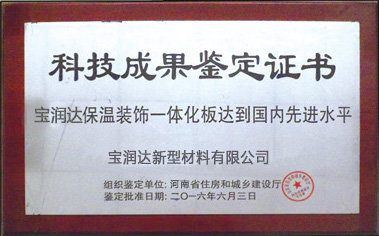 科技成果鉴定证书
宝润达保温装饰一体化板达到国内先进水平
宝润达新型材料有限公司
组织鉴定单位: 河南省住房和城乡建设厅
鉴定批准日期: 二〇一六年六月三日